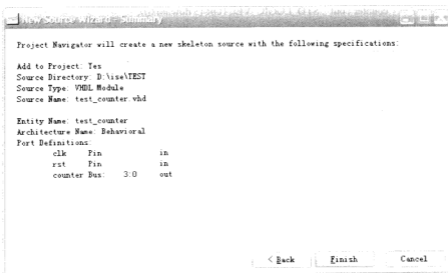 New Source Wizard - Summary
Project Navigator will create a new skeleton source with the following specifications:
Add to Project: Yes
Source Directory: D:\ise\TEST
Source Type: VHDL Module
Source Name: test_counter.vhd
Entity Name: test_counter
Architecture Name: Behavioral
Port Definitions:
clk Pin in
rst Pin in
counter Bus: 3:0 out
< Back Finish Cancel